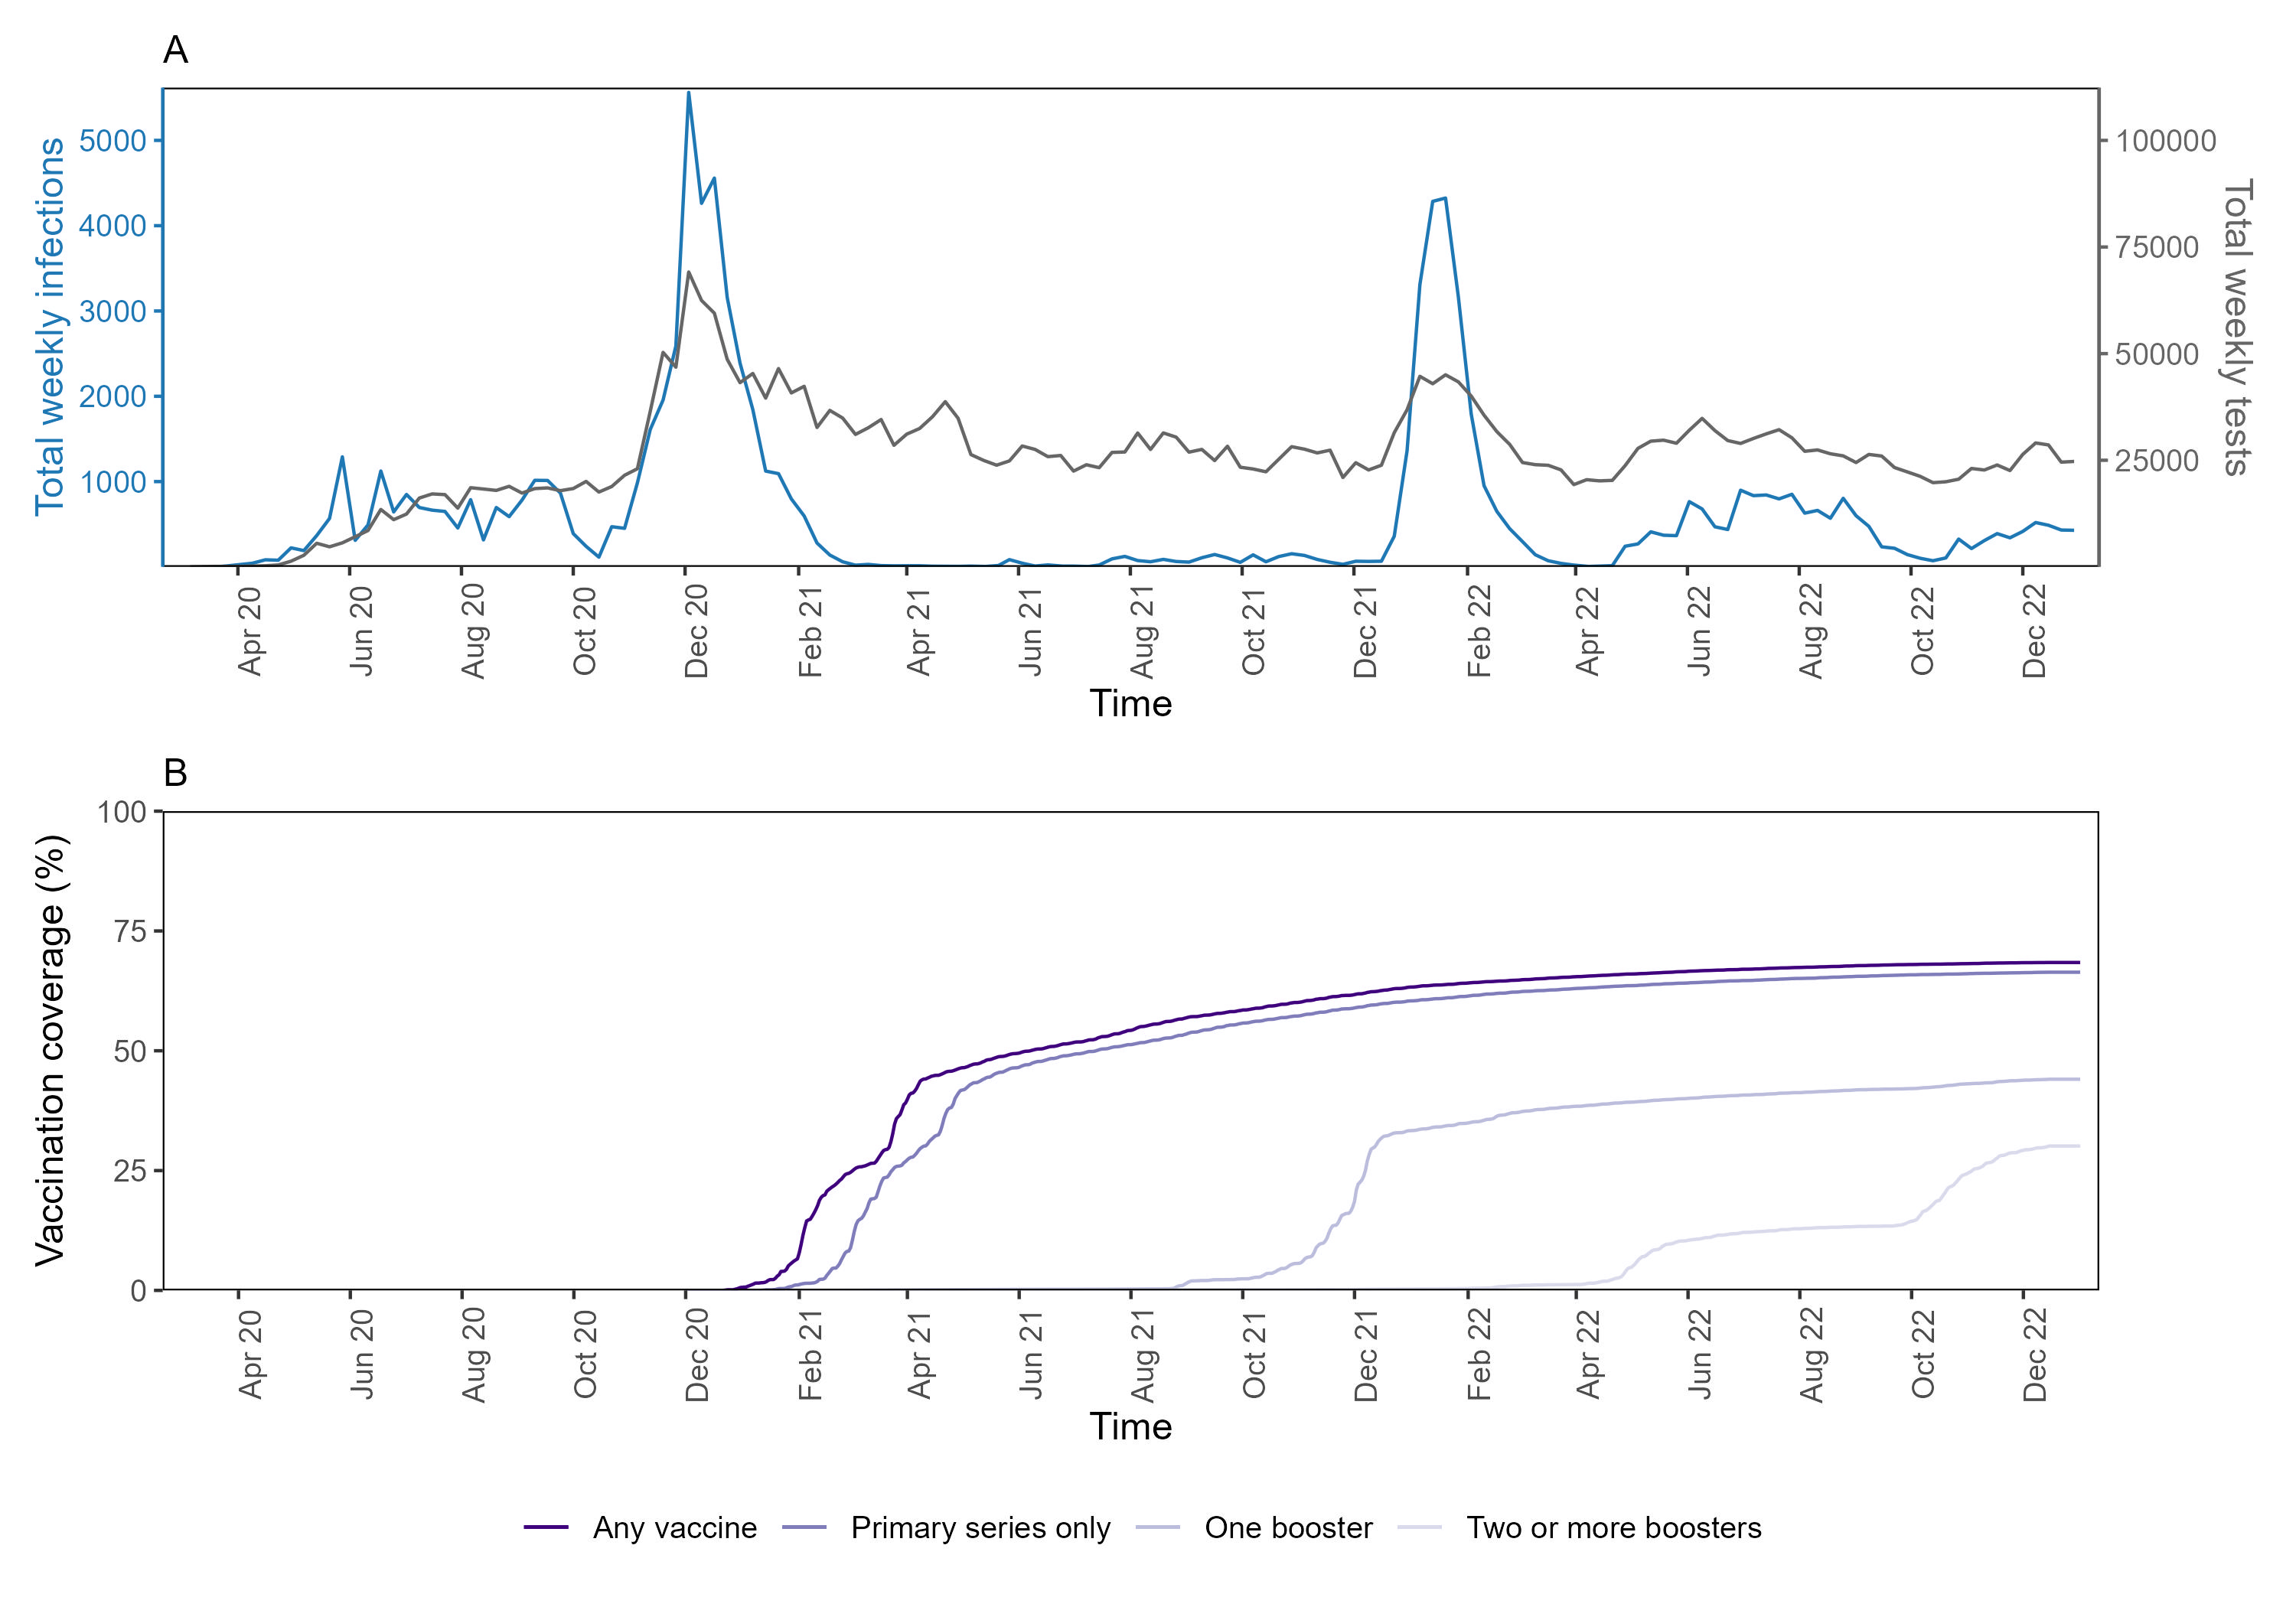 A
Total weekly infections
5000
4000
3000
2000
1000
100000
75000
50000
25000
Total weekly tests
Apr 20
Jun 20
Aug 20
Oct 20
Dec 20
Feb 21
Apr 21
Jun 21
Aug 21
Oct 21
Dec 21
Feb 22
Apr 22
Jun 22
Aug 22
Oct 22
Dec 22
Time
B
Vaccination coverage (%)
100
75
50
25
0
Apr 20
Jun 20
Aug 20
Oct 20
Dec 20
Feb 21
Apr 21
Jun 21
Aug 21
Oct 21
Dec 21
Feb 22
Apr 22
Jun 22
Aug 22
Oct 22
Dec 22
Time
Any vaccine
Primary series only
One booster
Two or more boosters